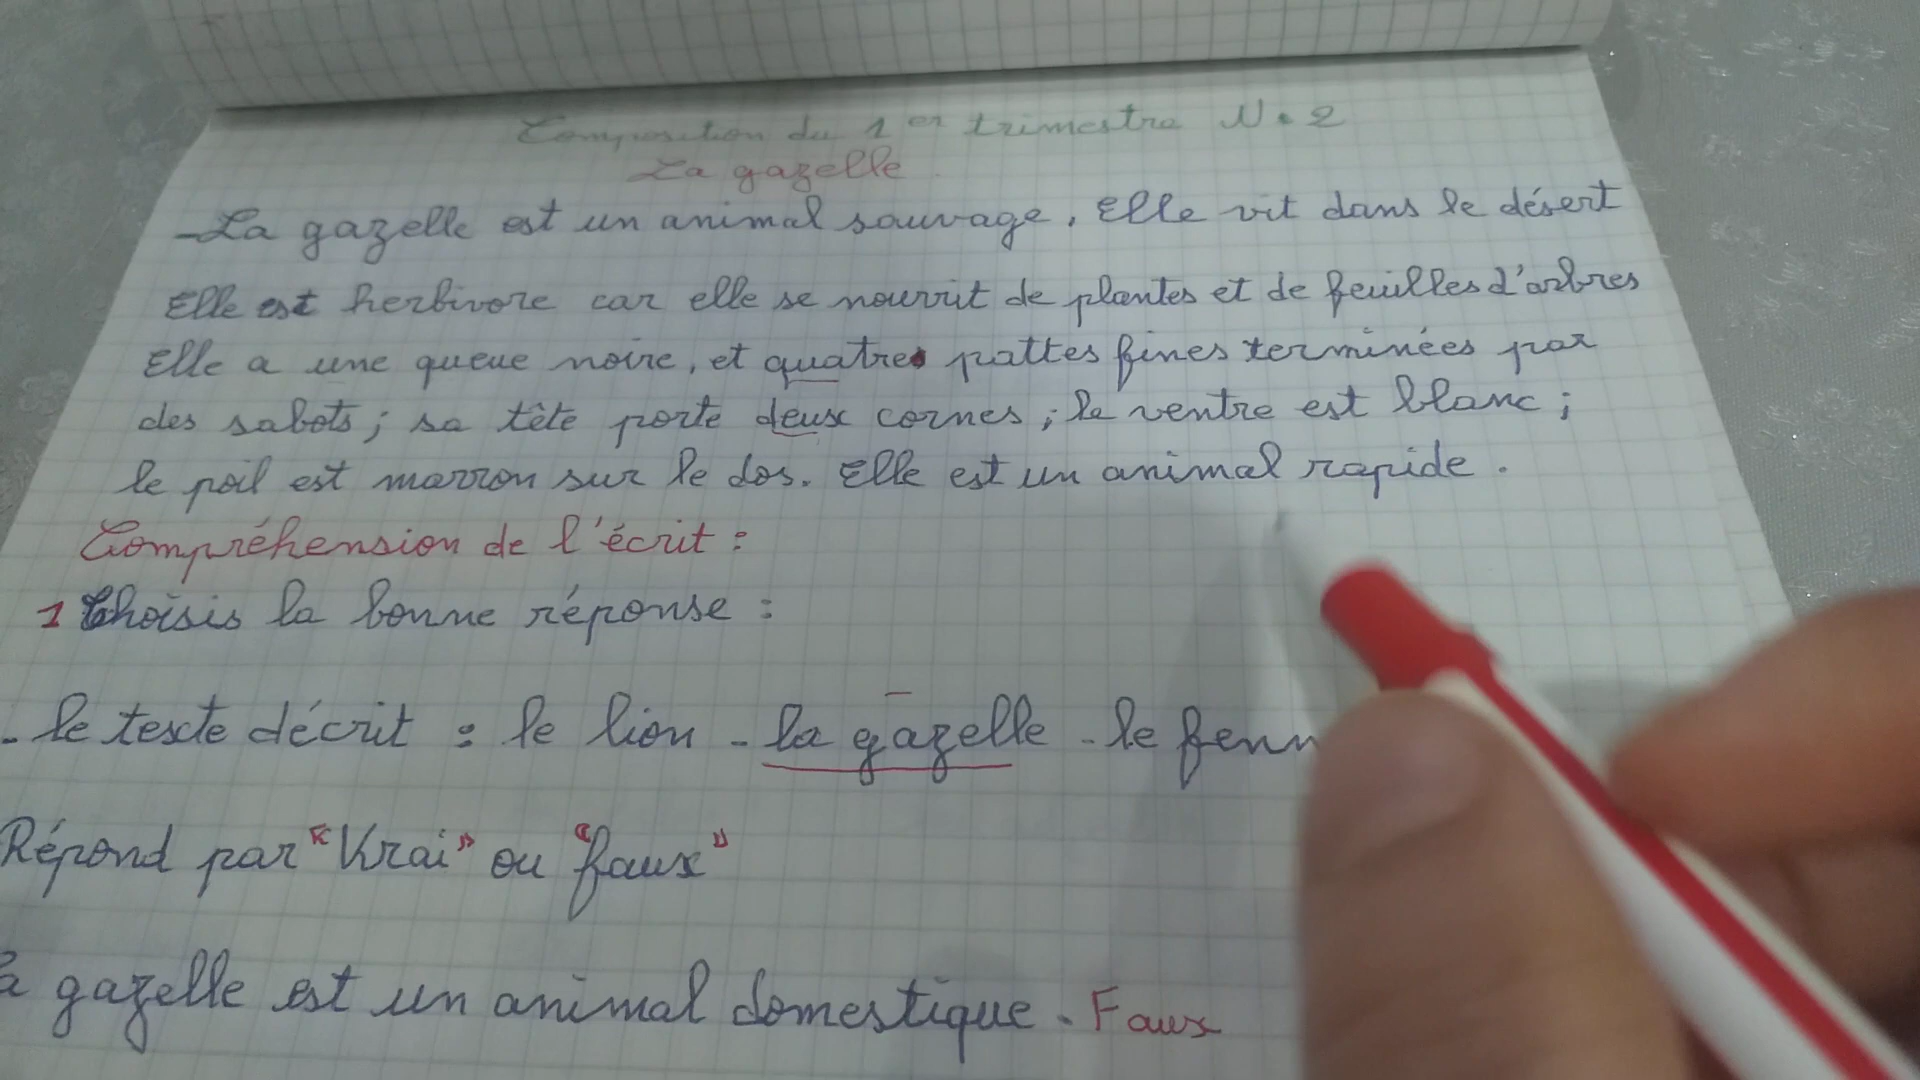 Composition du 1er trimestre N.2
La gazelle
- La gazelle est un animal sauvage. Elle vit dans le désert
Elle est herbivore car elle se nourrit de plantes et de feuilles d'arbres
Elle a une queue noire, et quatre pattes fines terminées par
des sabots ; sa tête porte deux cornes ; le ventre est blanc ;
le poil est marron sur le dos. Elle est un animal rapide.
Compréhension de l'écrit :
1 Choisis la bonne réponse :
- le texte décrit : le lion - la gazelle - le
Répond par "Vrai" ou "faux"
gazelle est un animal domestique. Faux